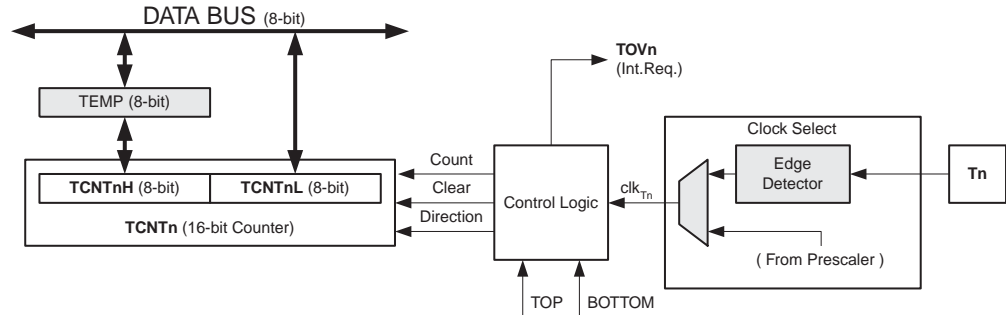 DATA BUS (8-bit)
TOVn
(Int.Req.)
TEMP (8-bit)
Clock Select
Count
Edge
Detector
TCNTnH (8-bit)
TCNTnL (8-bit)
Clear
Control Logic
clkTn
Tn
TCNTn (16-bit Counter)
Direction
( From Prescaler )
TOP
BOTTOM